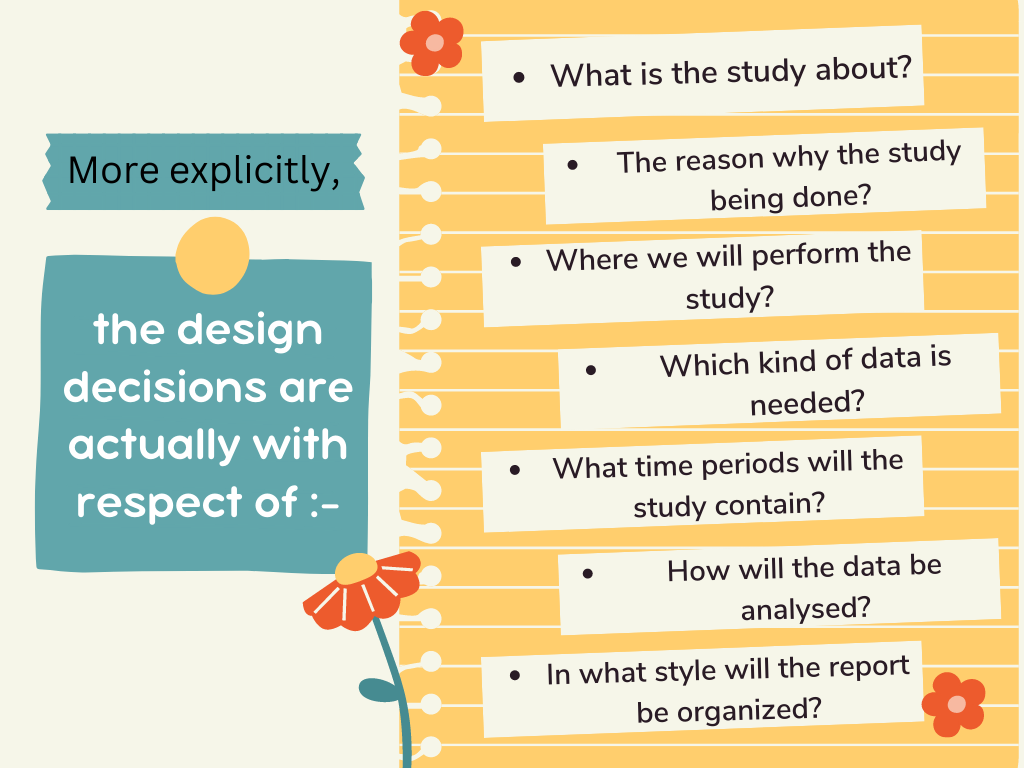 More explicitly,
the design
decisions are
actually with
respect of :-
• What is the study about?
• The reason why the study
being done?
• Where we will perform the
study?
• Which kind of data is
needed?
• What time periods will the
study contain?
• How will the data be
analysed?
• In what style will the report
be organized?